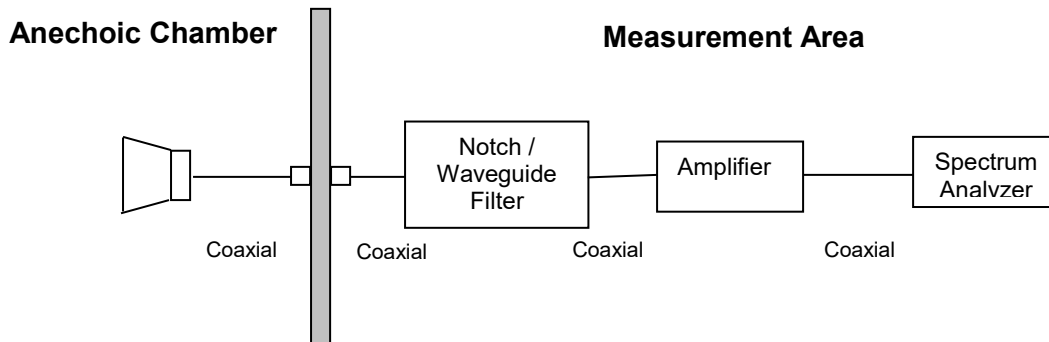 Anechoic Chamber
Measurement Area
Notch /
Waveguide
Filter
Amplifier
Spectrum
Analyzer
Coaxial
Coaxial
Coaxial
Coaxial